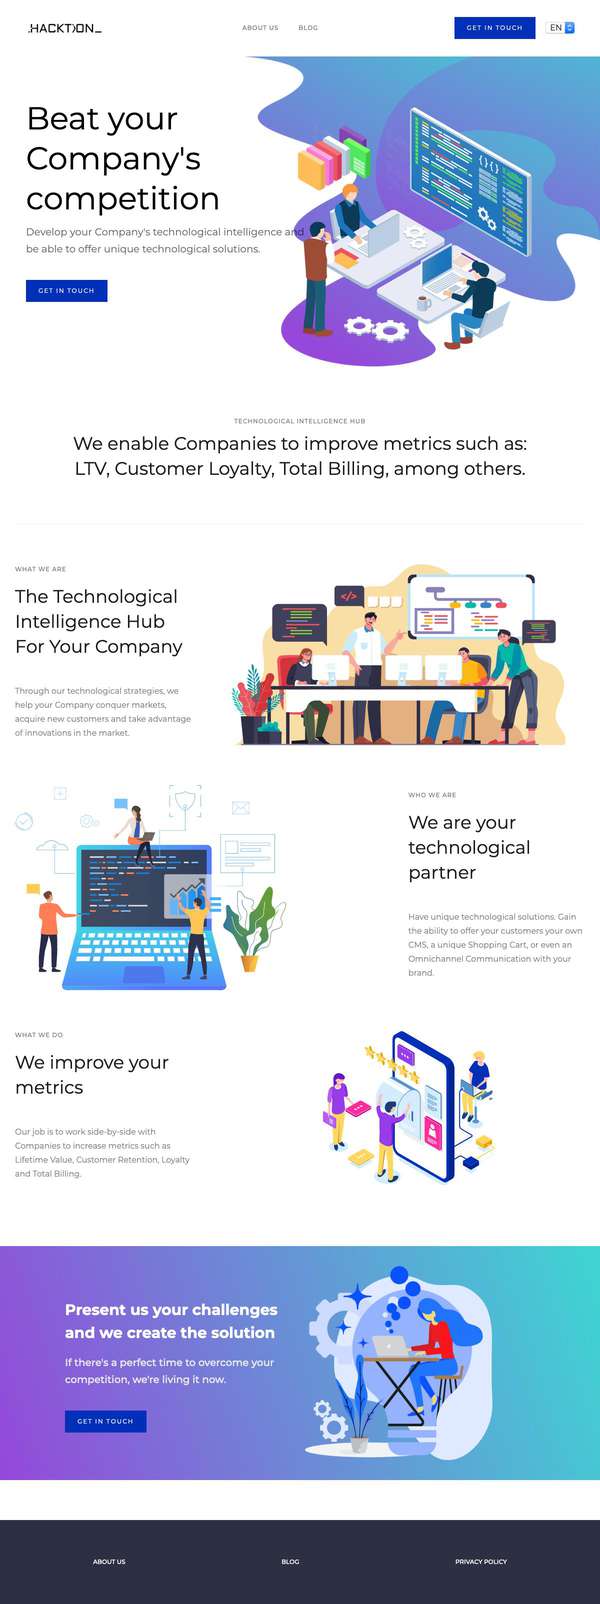 .HACKTION_
ABOUT US
BLOG
GET IN TOUCH
EN
Beat your
Company's
competition
Develop your Company's technological intelligence and
be able to offer unique technological solutions.
GET IN TOUCH
TECHNOLOGICAL INTELLIGENCE HUB
We enable Companies to improve metrics such as:
LTV, Customer Loyalty, Total Billing, among others.
WHAT WE ARE
The Technological
Intelligence Hub
For Your Company
Through our technological strategies, we
help your Company conquer markets,
acquire new customers and take advantage
of innovations in the market.
</>
WHO WE ARE
We are your
technological
partner
Have unique technological solutions. Gain
the ability to offer your customers your own
CMS, a unique Shopping Cart, or even an
Omnichannel Communication with your
brand.
WHAT WE DO
We improve your
metrics
Our job is to work side-by-side with
Companies to increase metrics such as
Lifetime Value, Customer Retention, Loyalty
and Total Billing.
Present us your challenges
and we create the solution
If there's a perfect time to overcome your
competition, we're living it now.
GET IN TOUCH
ABOUT US
BLOG
PRIVACY POLICY